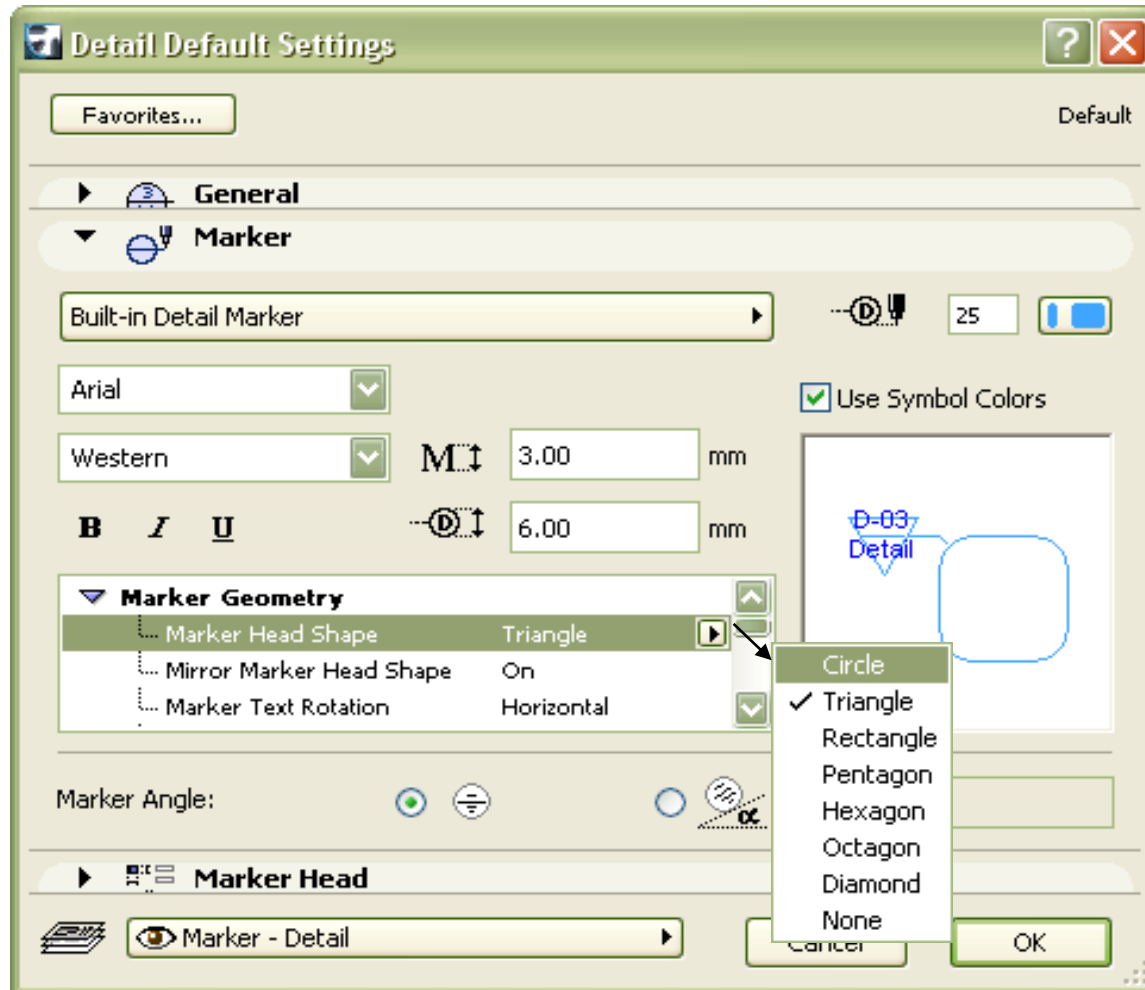 Detail Default Settings
Favorites...
Default
General
Marker
Built-in Detail Marker
25
Arial
Use Symbol Colors
Western
M
3.00
mm
B I U
D
6.00
mm
D-03
Detail
Marker Geometry
Marker Head Shape Triangle
Mirror Marker Head Shape On
Marker Text Rotation Horizontal
Circle
Triangle
Rectangle
Pentagon
Hexagon
Octagon
Diamond
None
Marker Angle:
α
Marker Head
Marker - Detail
Cancel
OK